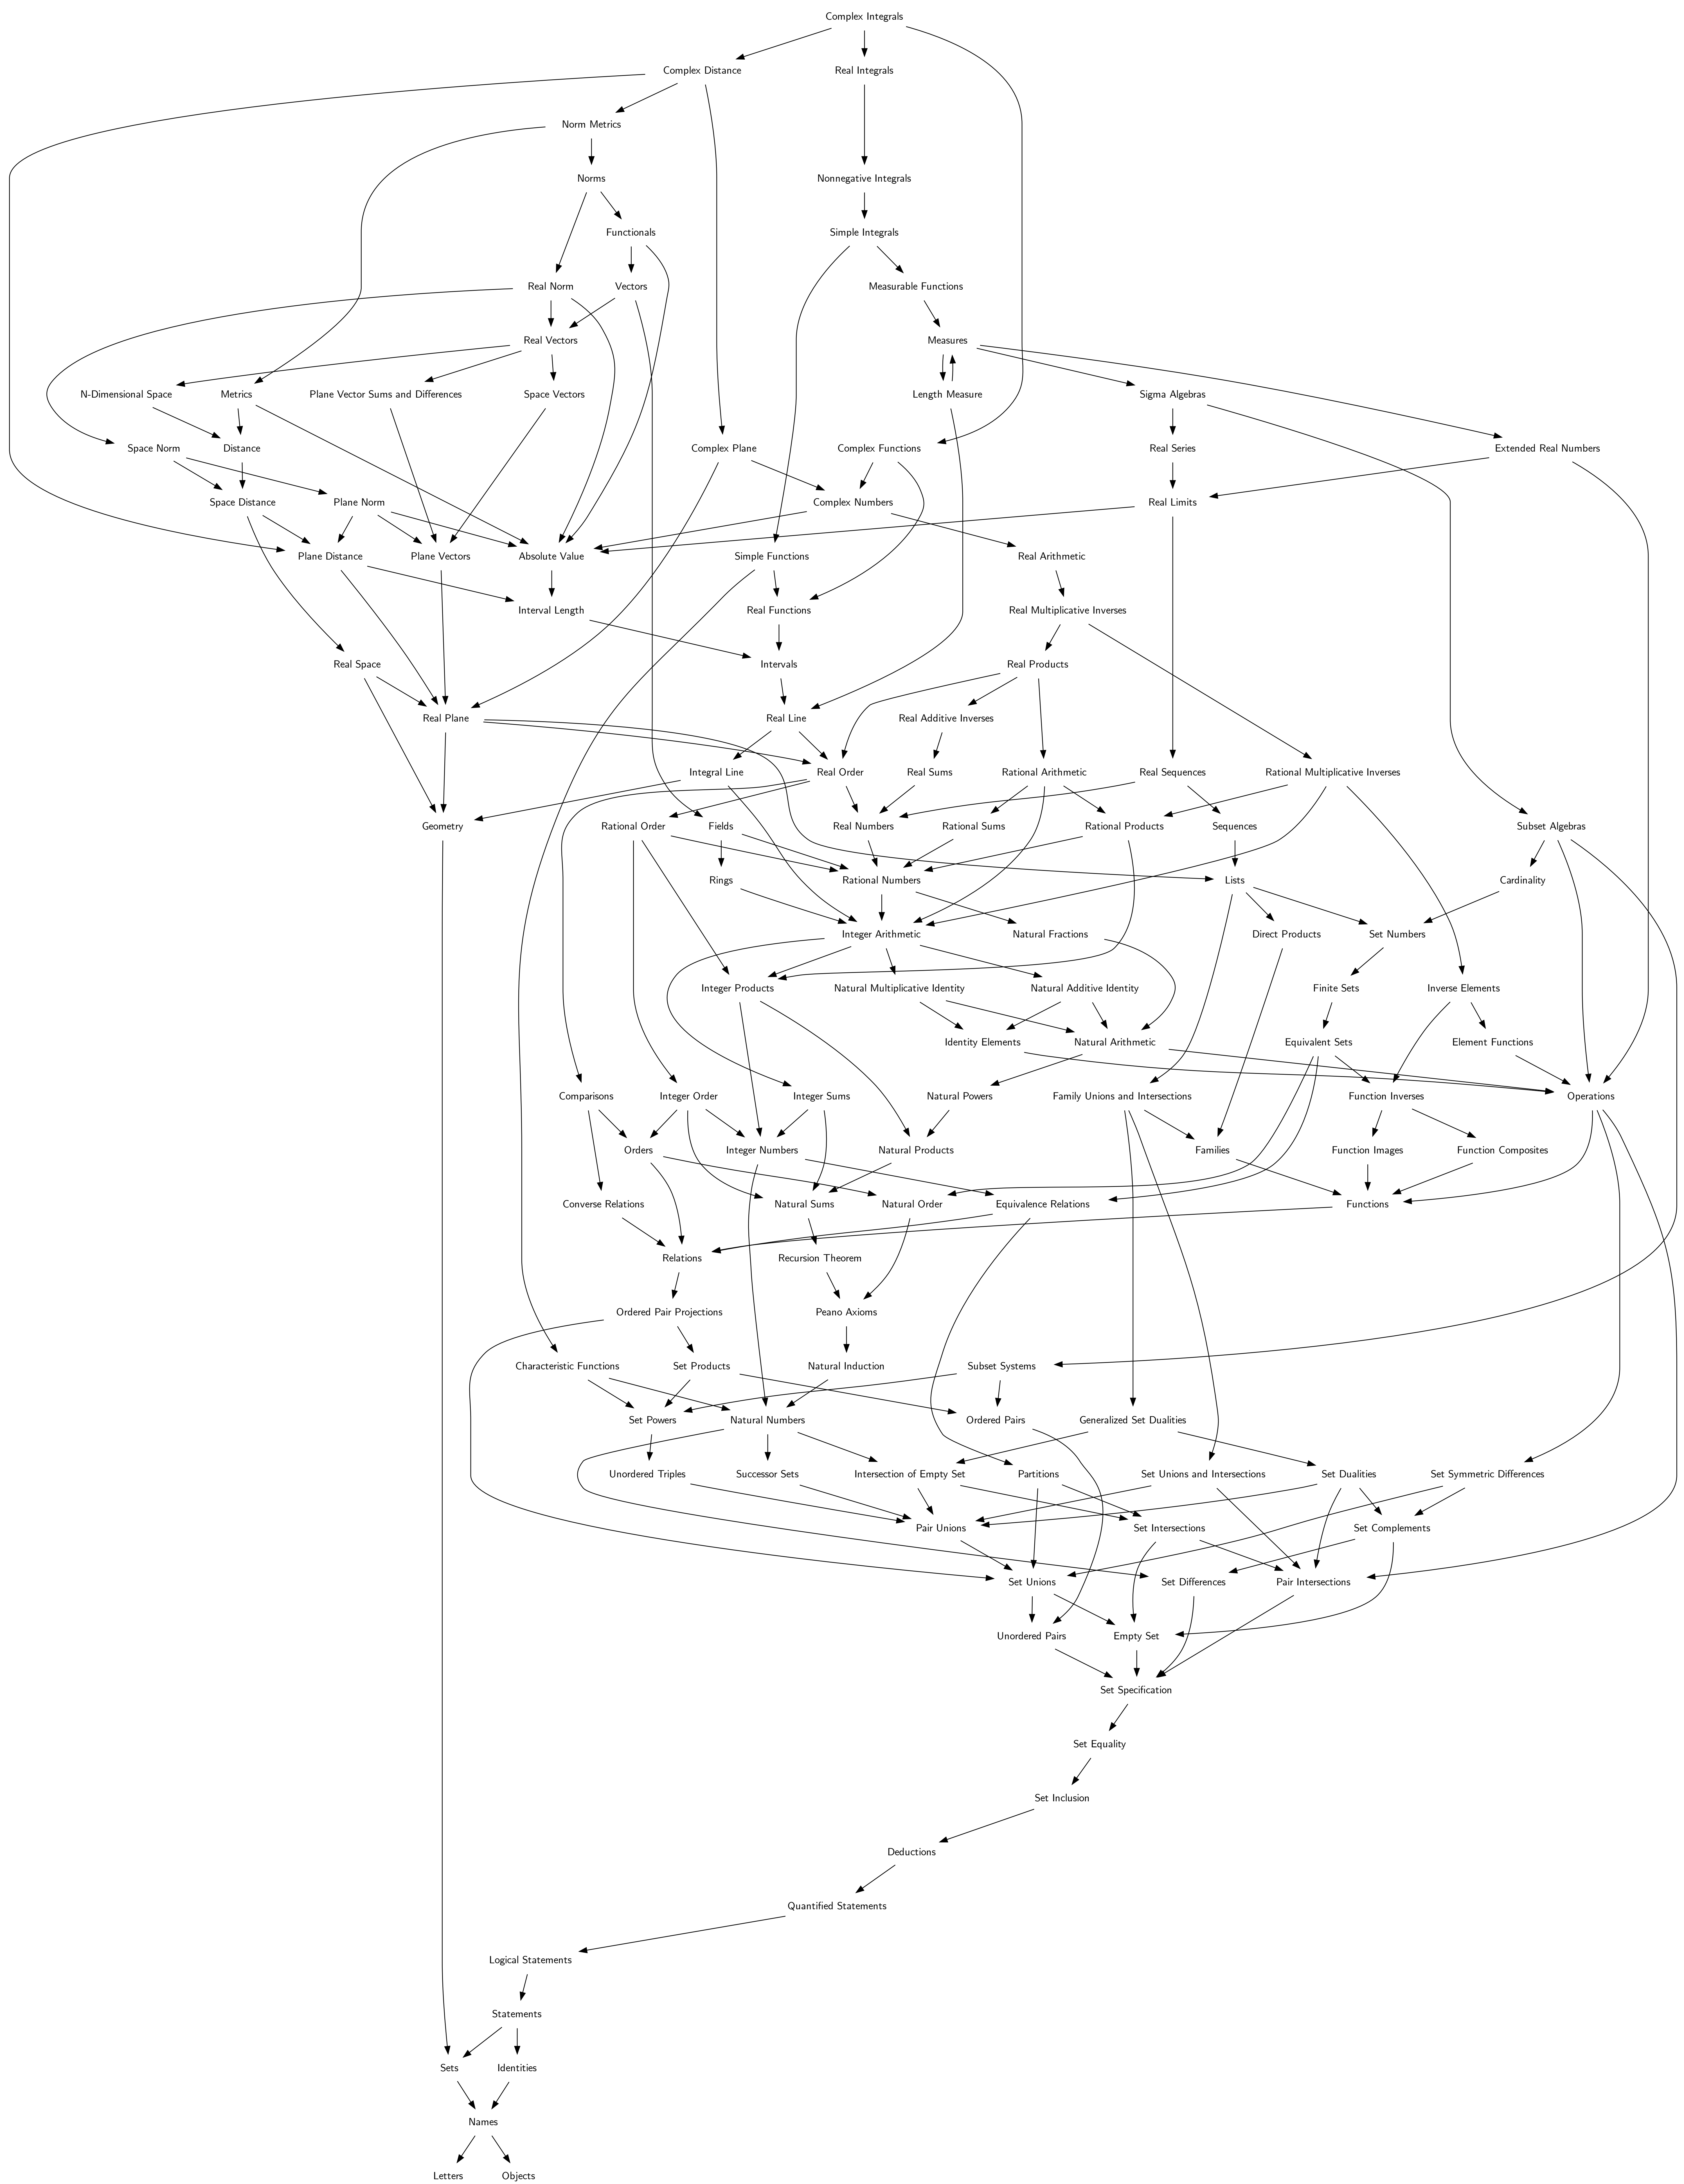 Complex Integrals
Complex Distance
Real Integrals
Norm Metrics
Norms
Nonnegative Integrals
Functionals
Simple Integrals
Real Norm
Vectors
Measurable Functions
Real Vectors
Measures
N-Dimensional Space
Metrics
Plane Vector Sums and Differences
Space Vectors
Length Measure
Sigma Algebras
Space Norm
Distance
Complex Plane
Complex Functions
Real Series
Extended Real Numbers
Space Distance
Plane Norm
Complex Numbers
Real Limits
Plane Distance
Plane Vectors
Absolute Value
Simple Functions
Real Arithmetic
Interval Length
Real Functions
Real Multiplicative Inverses
Real Space
Intervals
Real Products
Real Plane
Real Line
Real Additive Inverses
Integral Line
Real Order
Real Sums
Rational Arithmetic
Real Sequences
Rational Multiplicative Inverses
Geometry
Rational Order
Fields
Real Numbers
Rational Sums
Rational Products
Sequences
Subset Algebras
Rings
Rational Numbers
Lists
Cardinality
Integer Arithmetic
Natural Fractions
Direct Products
Set Numbers
Integer Products
Natural Multiplicative Identity
Natural Additive Identity
Finite Sets
Inverse Elements
Identity Elements
Natural Arithmetic
Equivalent Sets
Element Functions
Comparisons
Integer Order
Integer Sums
Natural Powers
Family Unions and Intersections
Function Inverses
Operations
Orders
Integer Numbers
Natural Products
Families
Function Images
Function Composites
Converse Relations
Natural Sums
Natural Order
Equivalence Relations
Functions
Relations
Recursion Theorem
Ordered Pair Projections
Peano Axioms
Characteristic Functions
Set Products
Natural Induction
Subset Systems
Set Powers
Natural Numbers
Ordered Pairs
Generalized Set Dualities
Unordered Triples
Successor Sets
Intersection of Empty Set
Partitions
Set Unions and Intersections
Set Dualities
Set Symmetric Differences
Pair Unions
Set Intersections
Set Complements
Set Unions
Set Differences
Pair Intersections
Unordered Pairs
Empty Set
Set Specification
Set Equality
Set Inclusion
Deductions
Quantified Statements
Logical Statements
Statements
Sets
Identities
Names
Letters
Objects